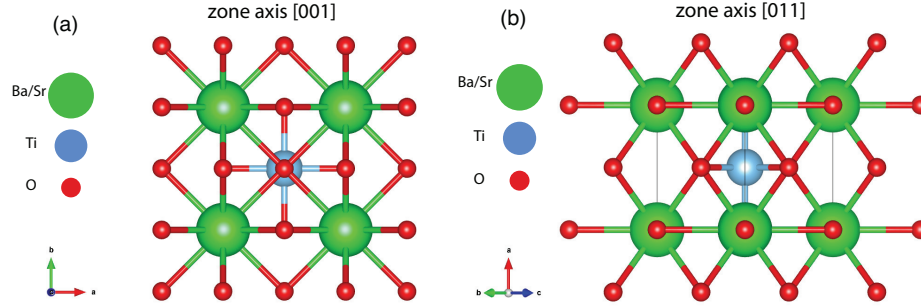 (a)
zone axis [001]
Ba/Sr
Ti
O
b
a
(b)
zone axis [011]
Ba/Sr
Ti
O
a
b
c